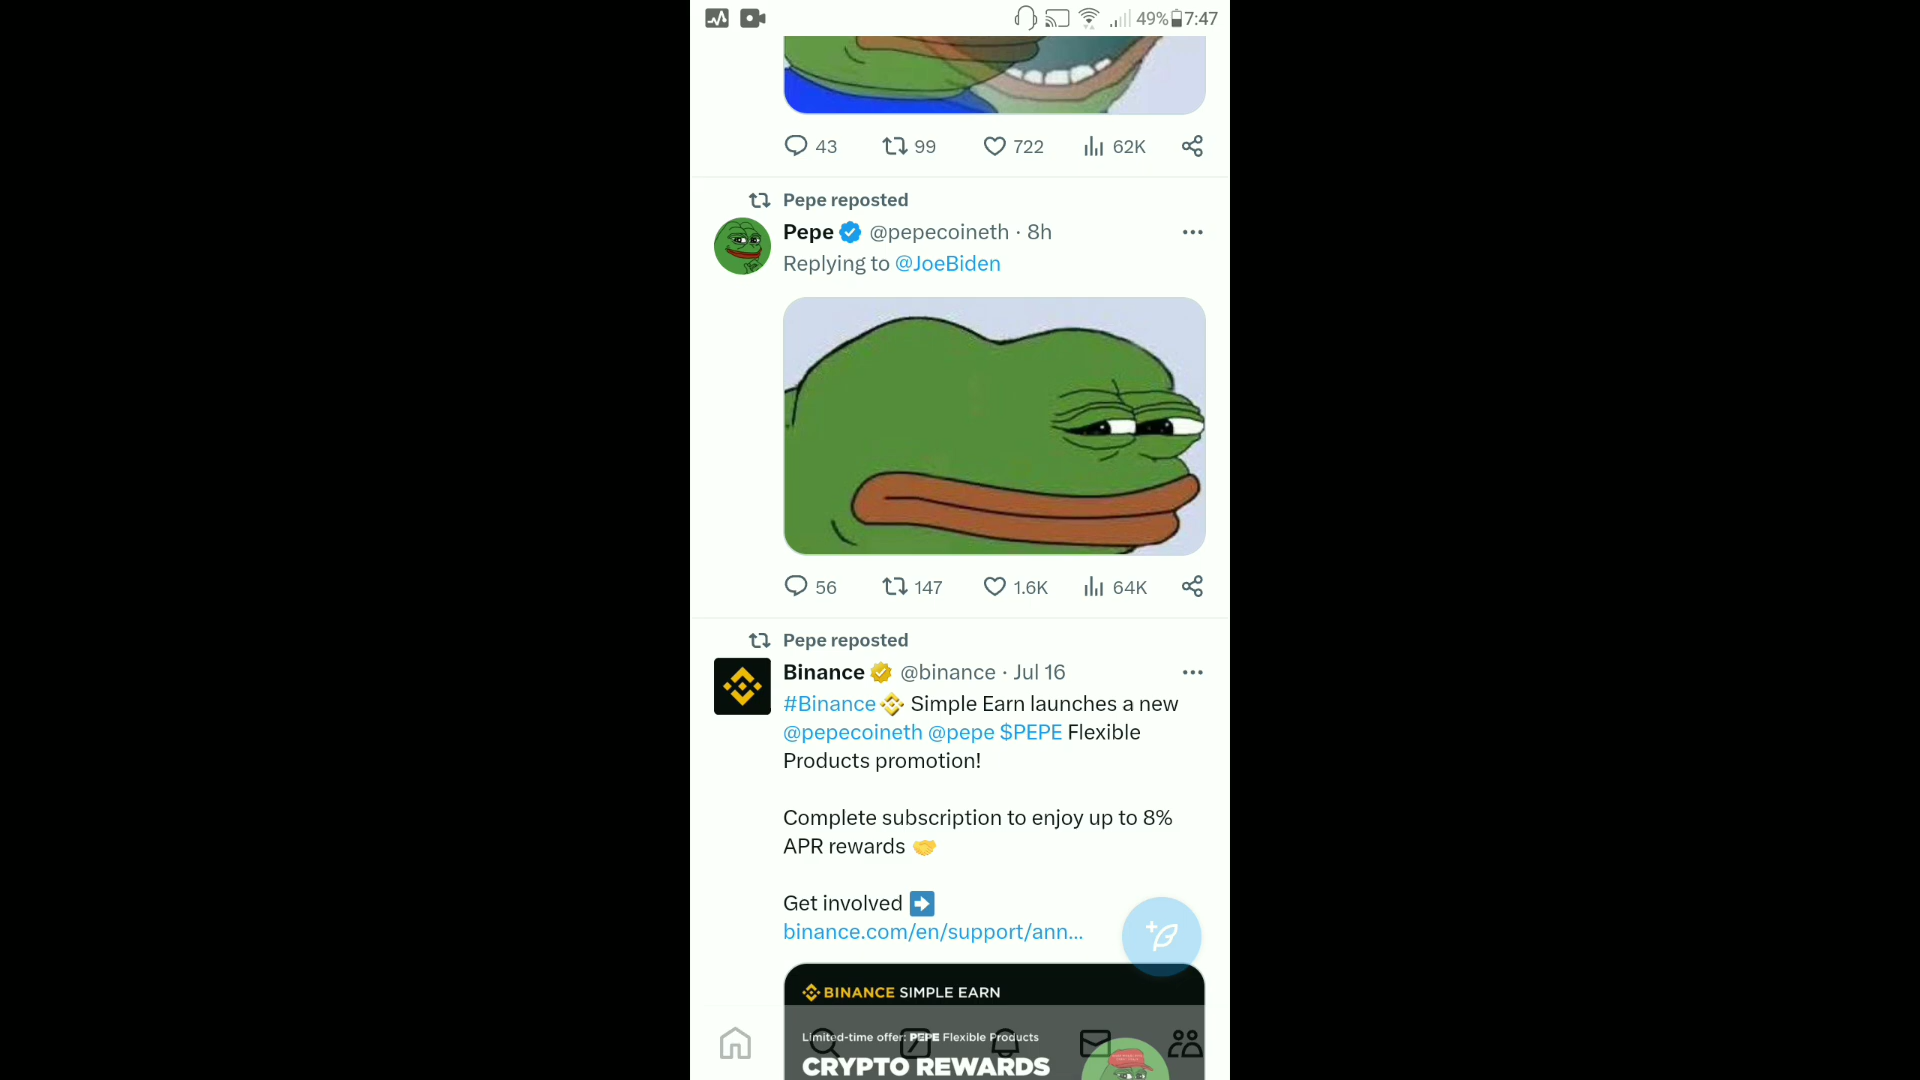 49% 7:47
43 99 722 62K
Pepe reposted
Pepe @pepecoineth · 8h
Replying to @JoeBiden
56 147 1.6K 64K
Pepe reposted
Binance @binance · Jul 16
#Binance Simple Earn launches a new
@pepecoineth @pepe $PEPE Flexible
Products promotion!
Complete subscription to enjoy up to 8%
APR rewards
Get involved
binance.com/en/support/ann...
BINANCE SIMPLE EARN
Limited-time offer: PEPE Flexible Products
CRYPTO REWARDS